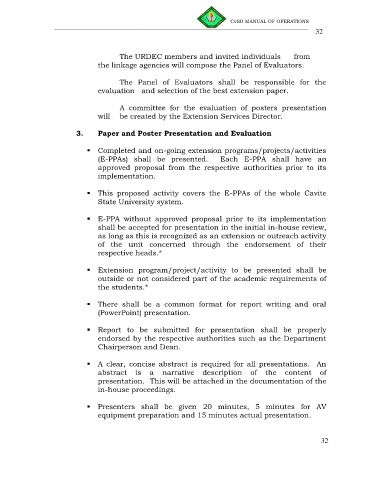 CvSU MANUAL OF OPERATIONS
32
The URDEC members and invited individuals from
the linkage agencies will compose the Panel of Evaluators.
The Panel of Evaluators shall be responsible for the
evaluation and selection of the best extension paper.
A committee for the evaluation of posters presentation
will be created by the Extension Services Director.
3. Paper and Poster Presentation and Evaluation
▪ Completed and on-going extension programs/projects/activities
(E-PPAs) shall be presented. Each E-PPA shall have an
approved proposal from the respective authorities prior to its
implementation.
▪ This proposed activity covers the E-PPAs of the whole Cavite
State University system.
▪ E-PPA without approved proposal prior to its implementation
shall be accepted for presentation in the initial in-house review,
as long as this is recognized as an extension or outreach activity
of the unit concerned through the endorsement of their
respective heads.*
▪ Extension program/project/activity to be presented shall be
outside or not considered part of the academic requirements of
the students.*
▪ There shall be a common format for report writing and oral
(PowerPoint) presentation.
▪ Report to be submitted for presentation shall be properly
endorsed by the respective authorities such as the Department
Chairperson and Dean.
▪ A clear, concise abstract is required for all presentations. An
abstract is a narrative description of the content of
presentation. This will be attached in the documentation of the
in-house proceedings.
▪ Presenters shall be given 20 minutes, 5 minutes for AV
equipment preparation and 15 minutes actual presentation.
32